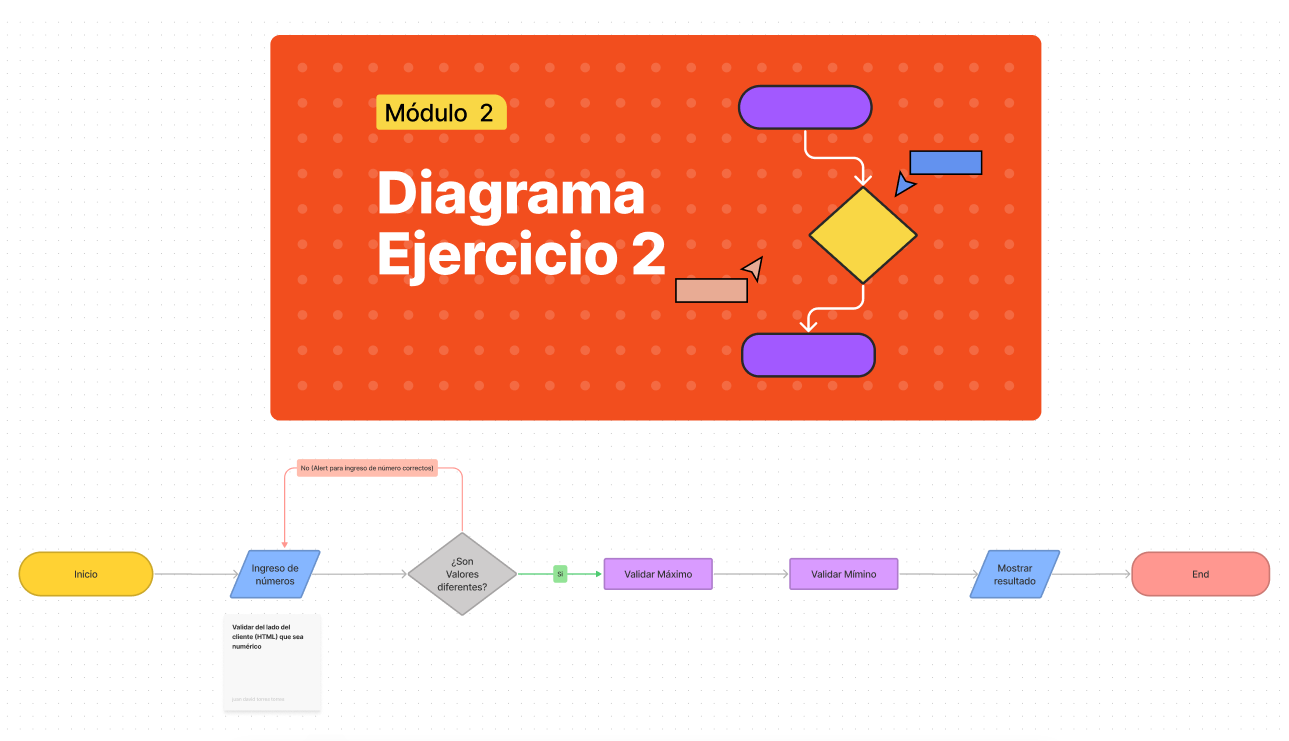 Módulo 2
Diagrama
Ejercicio 2
No (Alert para ingreso de número correctos)
Inicio
Ingreso de
números
¿Son
Valores
diferentes?
Si
Validar Máximo
Validar Mímino
Mostrar
resultado
End
Validar del lado del
cliente (HTML) que sea
numérico